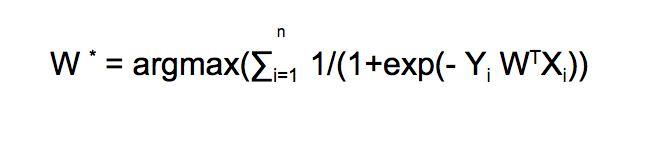 n
W * = argmax(∑i=1 1/(1+exp(- Yi WTXi))